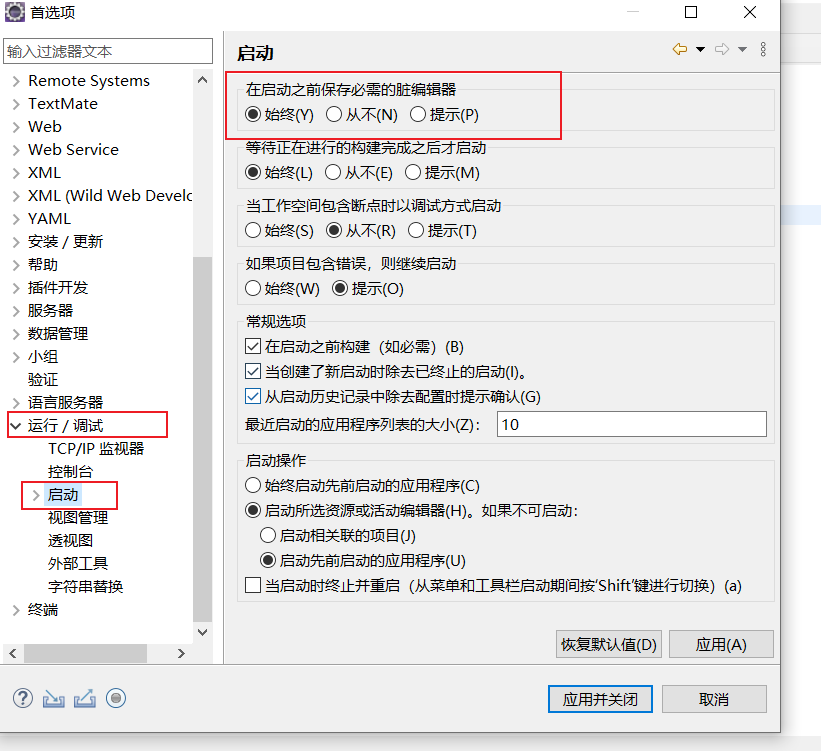 首选项
输入过滤器文本
Remote Systems
TextMate
Web
Web Service
XML
XML (Wild Web Develo
YAML
安装 / 更新
帮助
插件开发
服务器
数据管理
小组
验证
语言服务器
运行 / 调试
TCP/IP 监视器
控制台
启动
视图管理
透视图
外部工具
字符串替换
终端
启动
在启动之前保存必需的脏编辑器
始终(Y) 从不(N) 提示(P)
等待正在进行的构建完成之后才启动
始终(L) 从不(E) 提示(M)
当工作空间包含断点时以调试方式启动
始终(S) 从不(R) 提示(T)
如果项目包含错误，则继续启动
始终(W) 提示(O)
常规选项
在启动之前构建（如必需）(B)
当创建了新启动时除去已终止的启动(I)。
从启动历史记录中除去配置时提示确认(G)
最近启动的应用程序列表的大小(Z)： 10
启动操作
始终启动先前启动的应用程序(C)
启动所选资源或活动编辑器(H)。如果不可启动：
启动相关联的项目(J)
启动先前启动的应用程序(U)
当启动时终止并重启（从菜单和工具栏启动期间按‘Shift’键进行切换）(a)
恢复默认值(D) 应用(A)
应用并关闭 取消